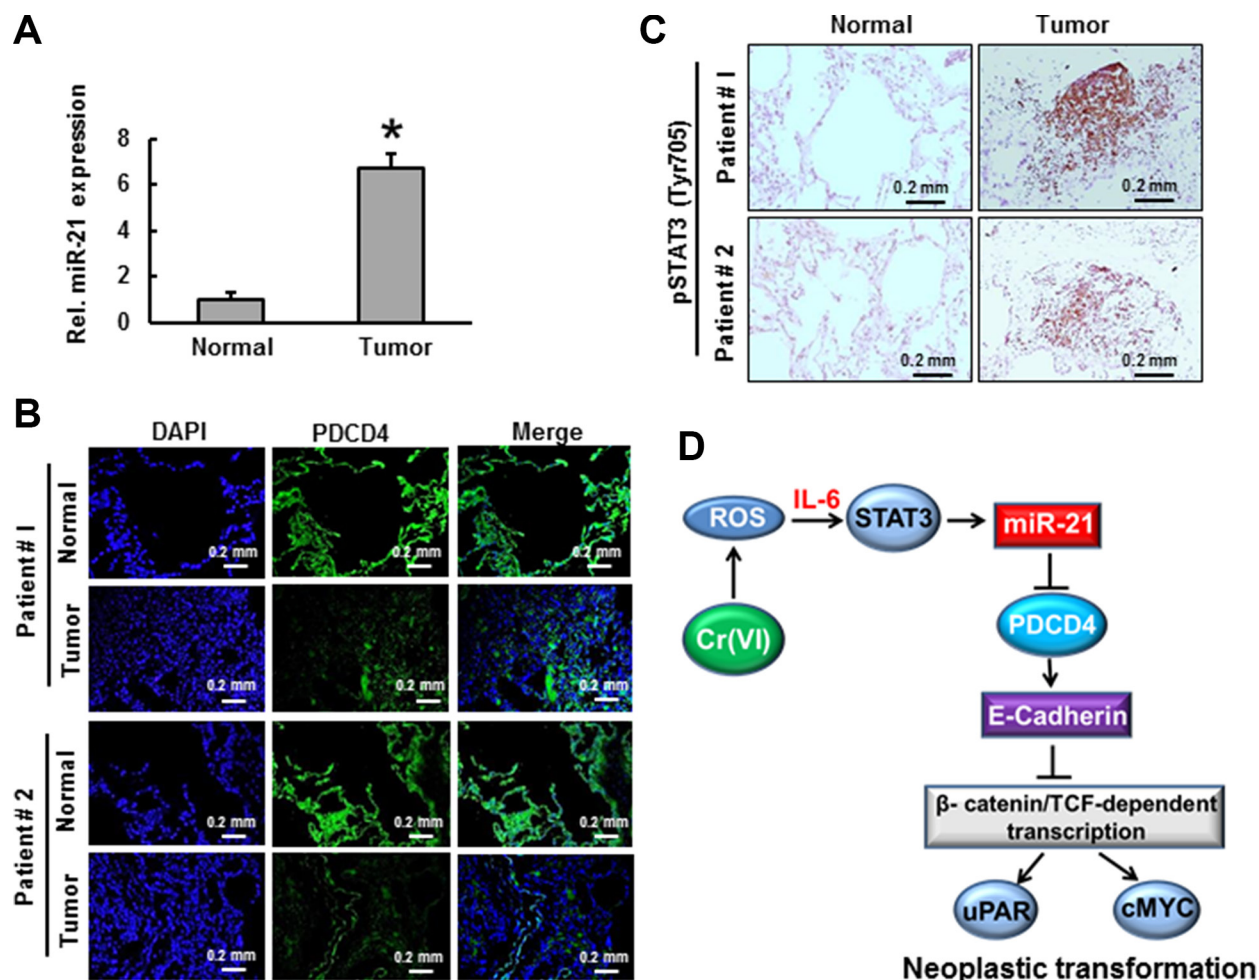 A
Rel. miR-21 expression
8
6
4
2
0
*
Normal
Tumor
B
DAPI
PDCD4
Merge
Patient# I
Normal
0.2 mm
0.2 mm
0.2 mm
Tumor
0.2 mm
0.2 mm
0.2 mm
Patient# 2
Normal
0.2 mm
0.2 mm
0.2 mm
Tumor
0.2 mm
0.2 mm
0.2 mm
C
Normal
Tumor
pSTAT3 (Tyr705)
Patient# I
0.2 mm
0.2 mm
Patient# 2
0.2 mm
0.2 mm
D
ROS
IL-6
STAT3
miR-21
Cr(VI)
PDCD4
E-Cadherin
β- catenin/TCF-dependent
transcription
uPAR
cMYC
Neoplastic transformation